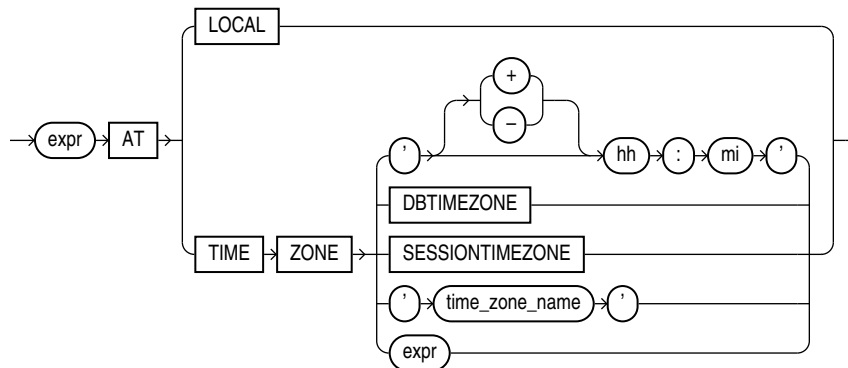 LOCAL
+
–
expr AT ’ hh : mi ’
DBTIMEZONE
TIME ZONE SESSIONTIMEZONE
’ time_zone_name ’
expr